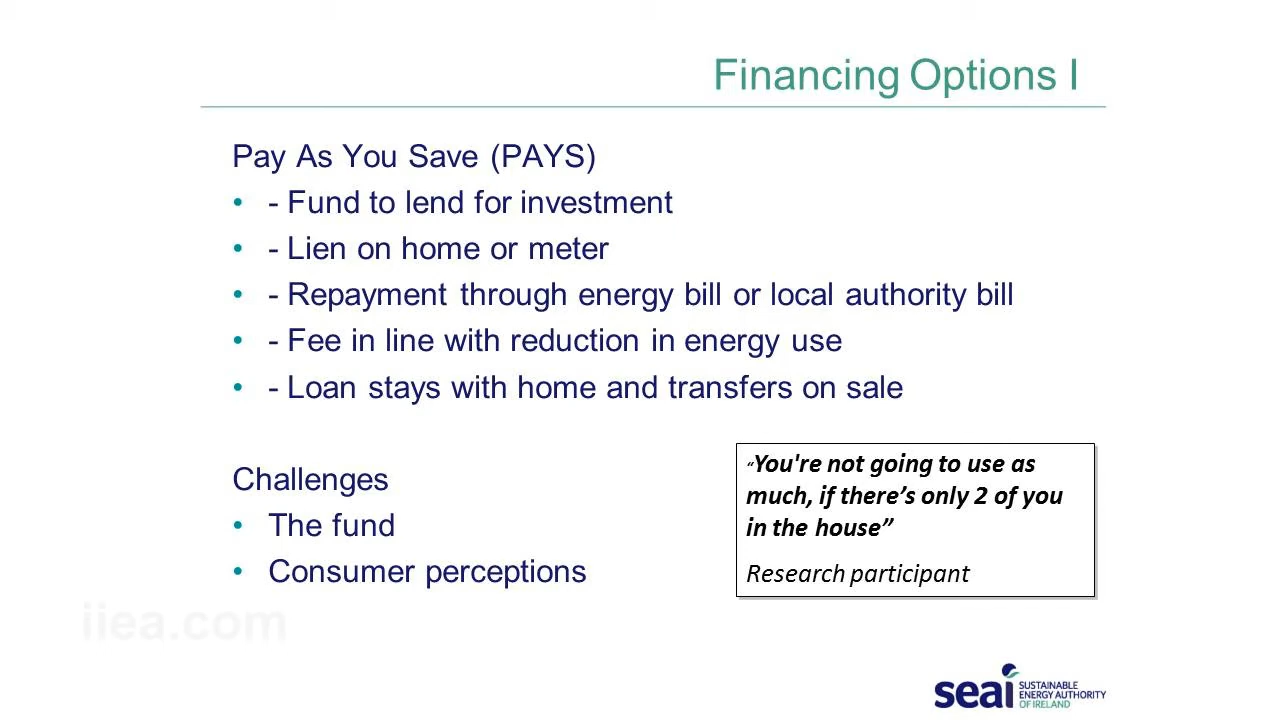 Financing Options I
Pay As You Save (PAYS)
• - Fund to lend for investment
• - Lien on home or meter
• - Repayment through energy bill or local authority bill
• - Fee in line with reduction in energy use
• - Loan stays with home and transfers on sale
Challenges
• The fund
• Consumer perceptions
“You're not going to use as
much, if there’s only 2 of you
in the house”
Research participant
iiea.com
seai SUSTAINABLE
ENERGY AUTHORITY
OF IRELAND